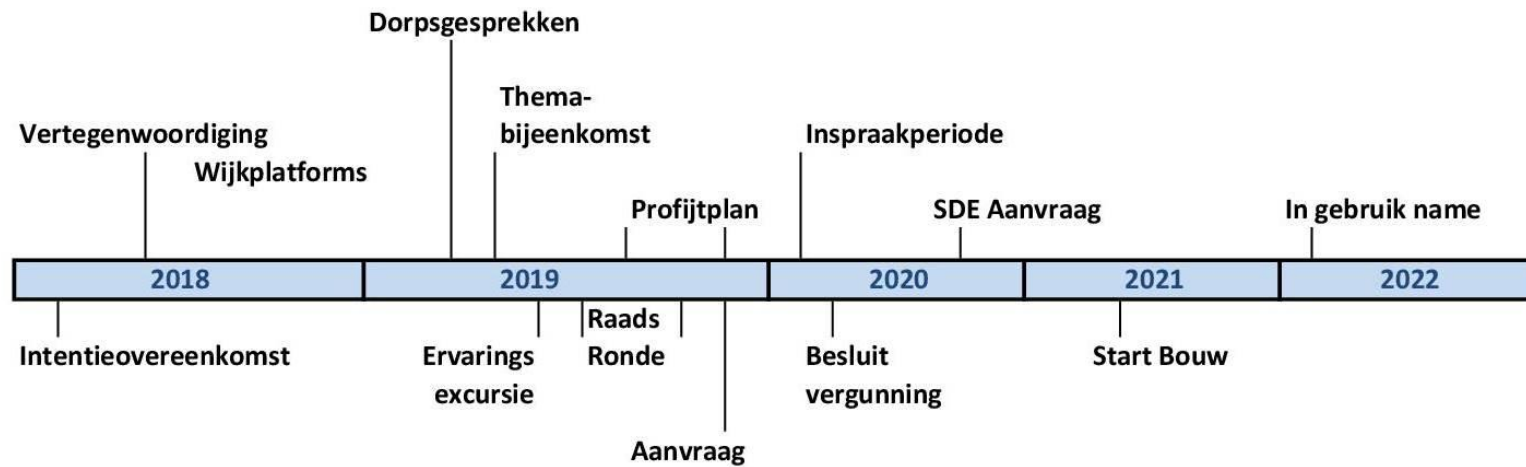 Dorpsgesprekken
Thema-
bijeenkomst
Vertegenwoordiging
Wijkplatforms
Inspraakperiode
Profijtplan
SDE Aanvraag
In gebruik name
2018
2019
2020
2021
2022
Intentieovereenkomst
Ervarings
excursie
Raads
Ronde
Besluit
vergunning
Start Bouw
Aanvraag